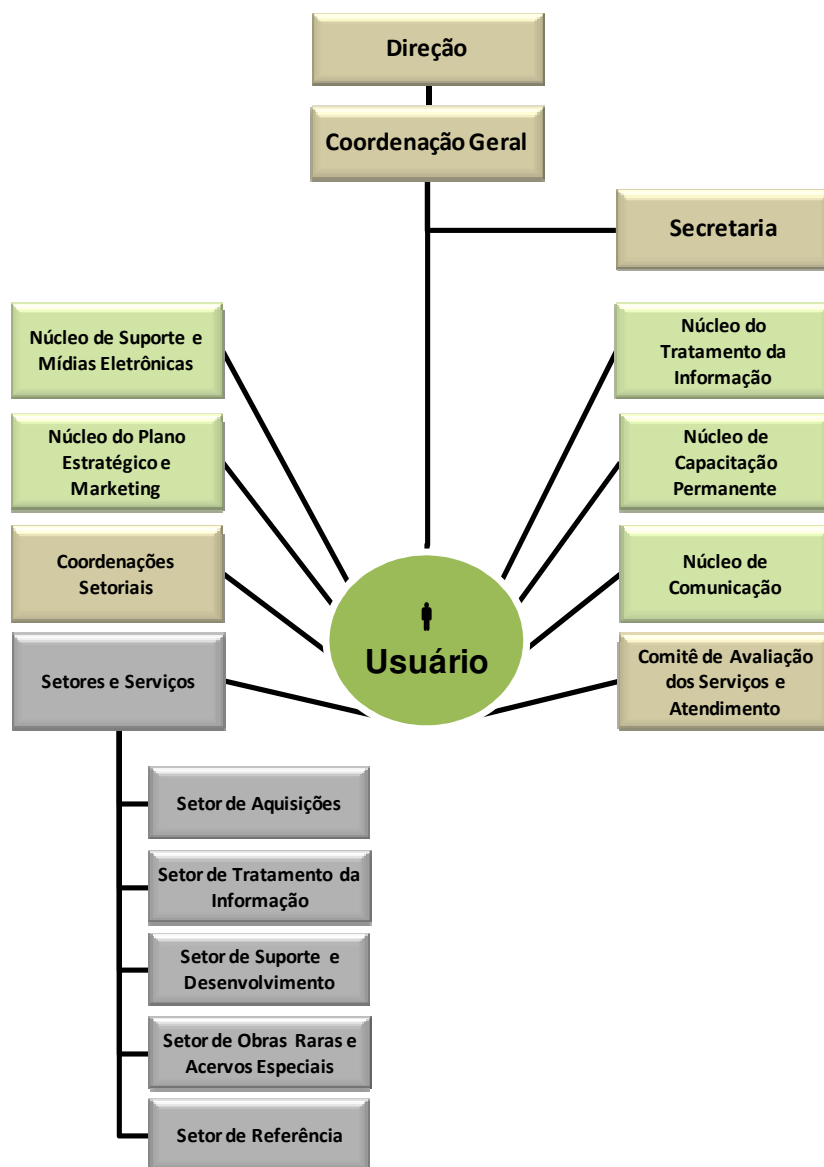 Direção
Coordenação Geral
Secretaria
Núcleo de Suporte e
Mídias Eletrônicas
Núcleo do Plano
Estratégico e
Marketing
Coordenações
Setoriais
Setores e Serviços
Núcleo do
Tratamento da
Informação
Núcleo de
Capacitação
Permanente
Núcleo de
Comunicação
Comitê de Avaliação
dos Serviços e
Atendimento
Usuário
Setor de Aquisições
Setor de Tratamento da
Informação
Setor de Suporte e
Desenvolvimento
Setor de Obras Raras e
Acervos Especiais
Setor de Referência